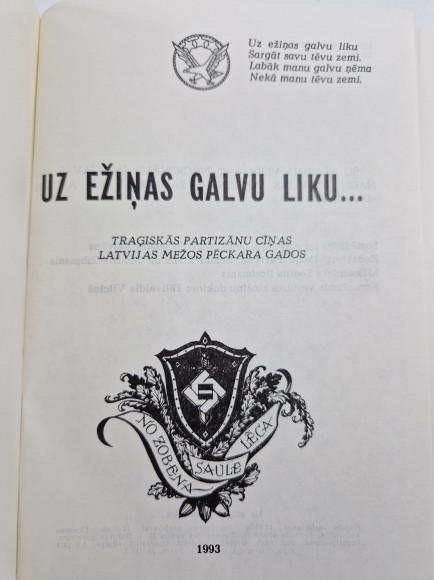 Uz ežiņas galvu liku
Sargāt savu tēvu zemi.
Labāk manu galvu ņēma
Nekā manu tēvu zemi.
UZ EŽIŅAS GALVU LIKU...
TRAĢISKĀS PARTIZĀNU CĪŅAS
LATVIJAS MEŽOS PĒCKARA GADOS
NO ZOBENA
SAULE
LĒCA
1993